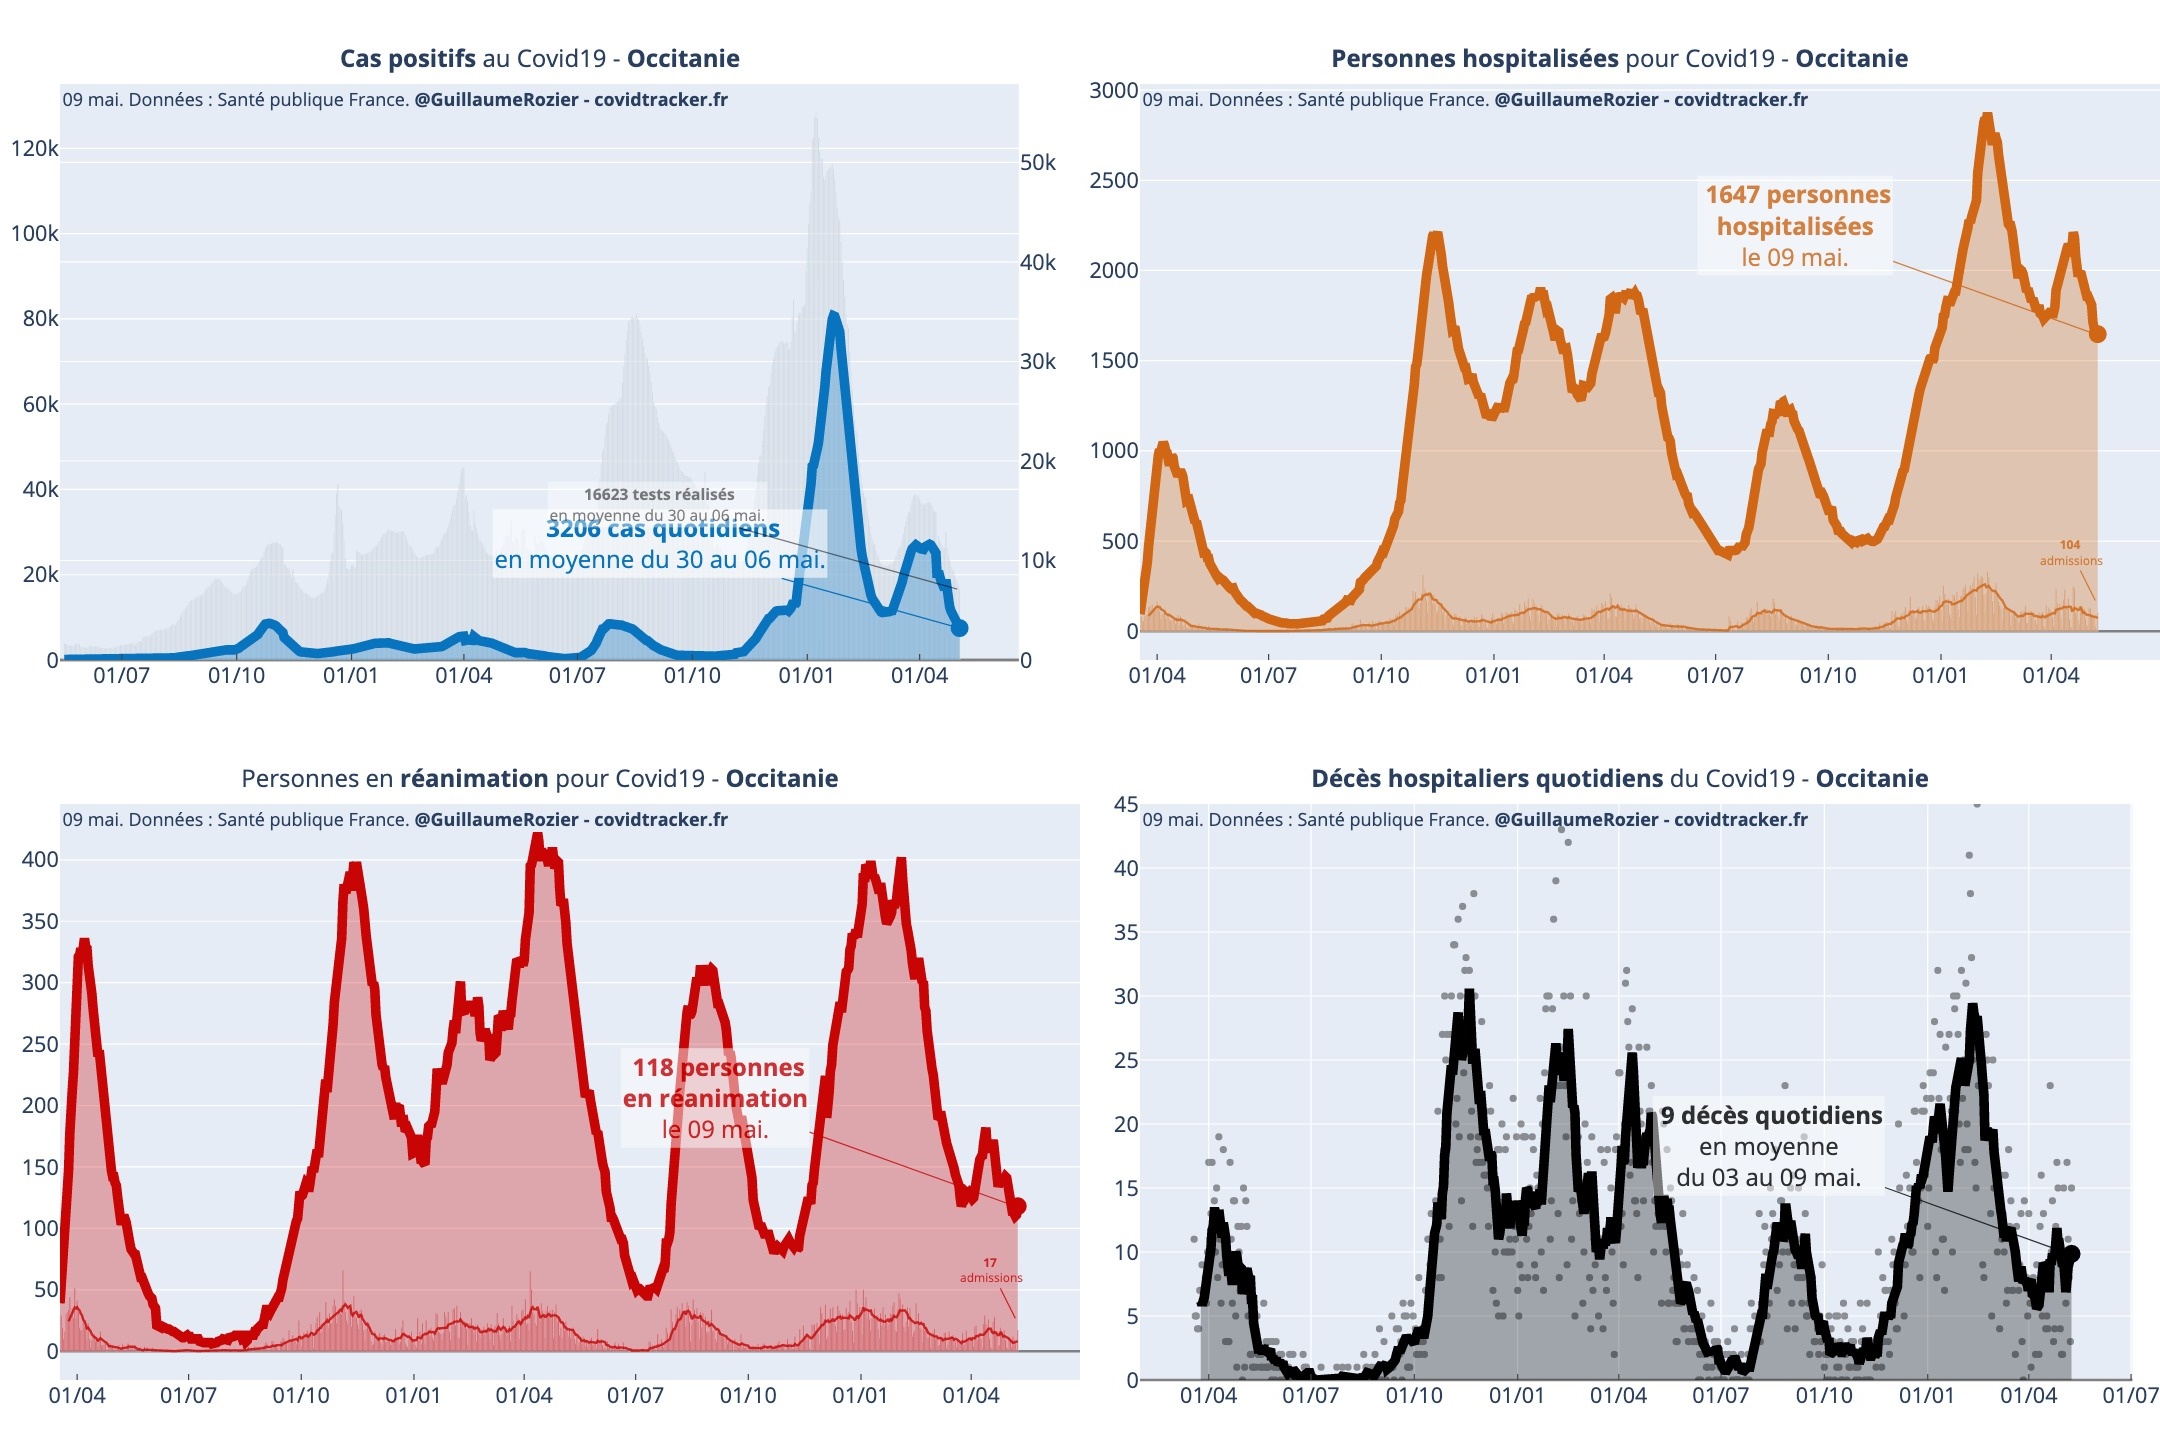 Cas positifs au Covid19 - Occitanie
09 mai. Données : Santé publique France. @GuillaumeRozier - covidtracker.fr
120k
100k
80k
60k
40k
20k
0
50k
40k
30k
20k
10k
0
16623 tests réalisés
en moyenne du 30 au 06 mai.
3206 cas quotidiens
en moyenne du 30 au 06 mai.
01/07 01/10 01/01 01/04 01/07 01/10 01/01 01/04
Personnes hospitalisées pour Covid19 - Occitanie
09 mai. Données : Santé publique France. @GuillaumeRozier - covidtracker.fr
3000
2500
2000
1500
1000
500
0
1647 personnes
hospitalisées
le 09 mai.
104
admissions
01/04 01/07 01/10 01/01 01/04 01/07 01/10 01/01 01/04
Personnes en réanimation pour Covid19 - Occitanie
09 mai. Données : Santé publique France. @GuillaumeRozier - covidtracker.fr
400
350
300
250
200
150
100
50
0
118 personnes
en réanimation
le 09 mai.
17
admissions
01/04 01/07 01/10 01/01 01/04 01/07 01/10 01/01 01/04
Décès hospitaliers quotidiens du Covid19 - Occitanie
09 mai. Données : Santé publique France. @GuillaumeRozier - covidtracker.fr
45
40
35
30
25
20
15
10
5
0
9 décès quotidiens
en moyenne
du 03 au 09 mai.
01/04 01/07 01/10 01/01 01/04 01/07 01/10 01/01 01/04 01/07